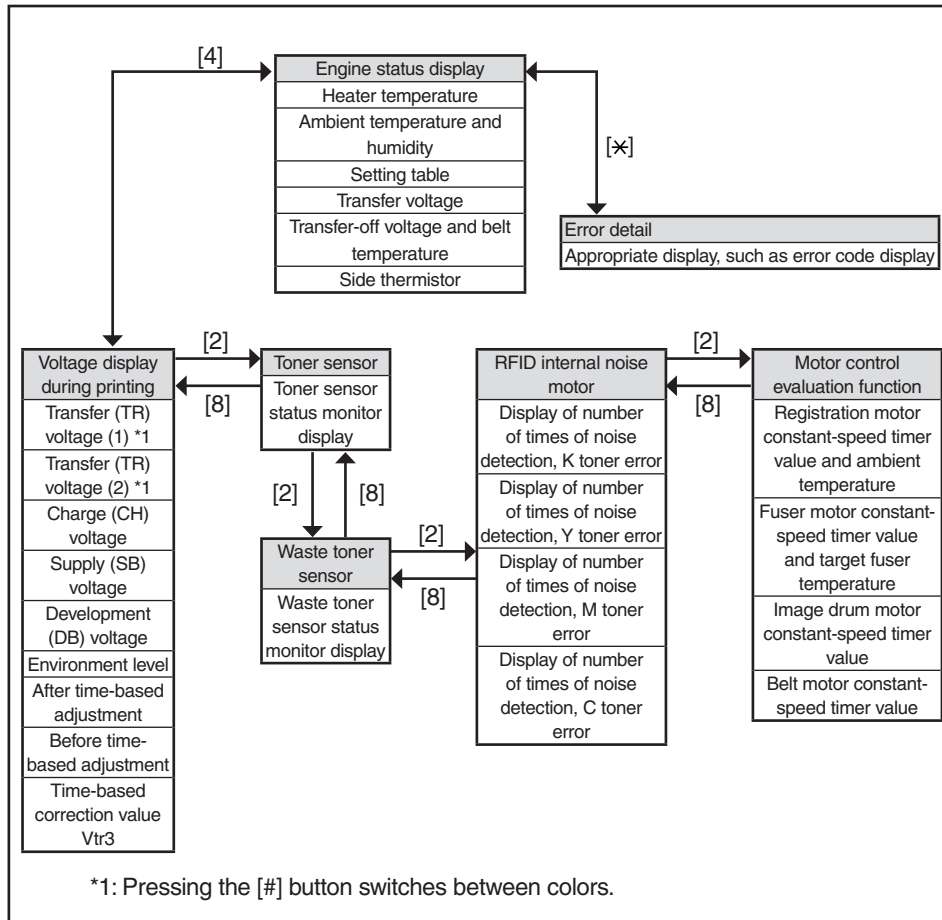 [4]
Engine status display
Heater temperature
Ambient temperature and
humidity
Setting table
Transfer voltage
Transfer-off voltage and belt
temperature
Side thermistor
[✳]
Error detail
Appropriate display, such as error code display
Voltage display
during printing
Transfer (TR)
voltage (1) *1
Transfer (TR)
voltage (2) *1
Charge (CH)
voltage
Supply (SB)
voltage
Development
(DB) voltage
Environment level
After time-based
adjustment
Before time-
based adjustment
Time-based
correction value
Vtr3
[2]
[8]
Toner sensor
Toner sensor
status monitor
display
[2]
[8]
Waste toner
sensor
Waste toner
sensor status
monitor display
[2]
[8]
RFID internal noise
motor
Display of number
of times of noise
detection, K toner error
Display of number
of times of noise
detection, Y toner error
Display of number
of times of noise
detection, M toner
error
Display of number
of times of noise
detection, C toner
error
[2]
[8]
Motor control
evaluation function
Registration motor
constant-speed timer
value and ambient
temperature
Fuser motor constant-
speed timer value
and target fuser
temperature
Image drum motor
constant-speed timer
value
Belt motor constant-
speed timer value
*1: Pressing the [#] button switches between colors.